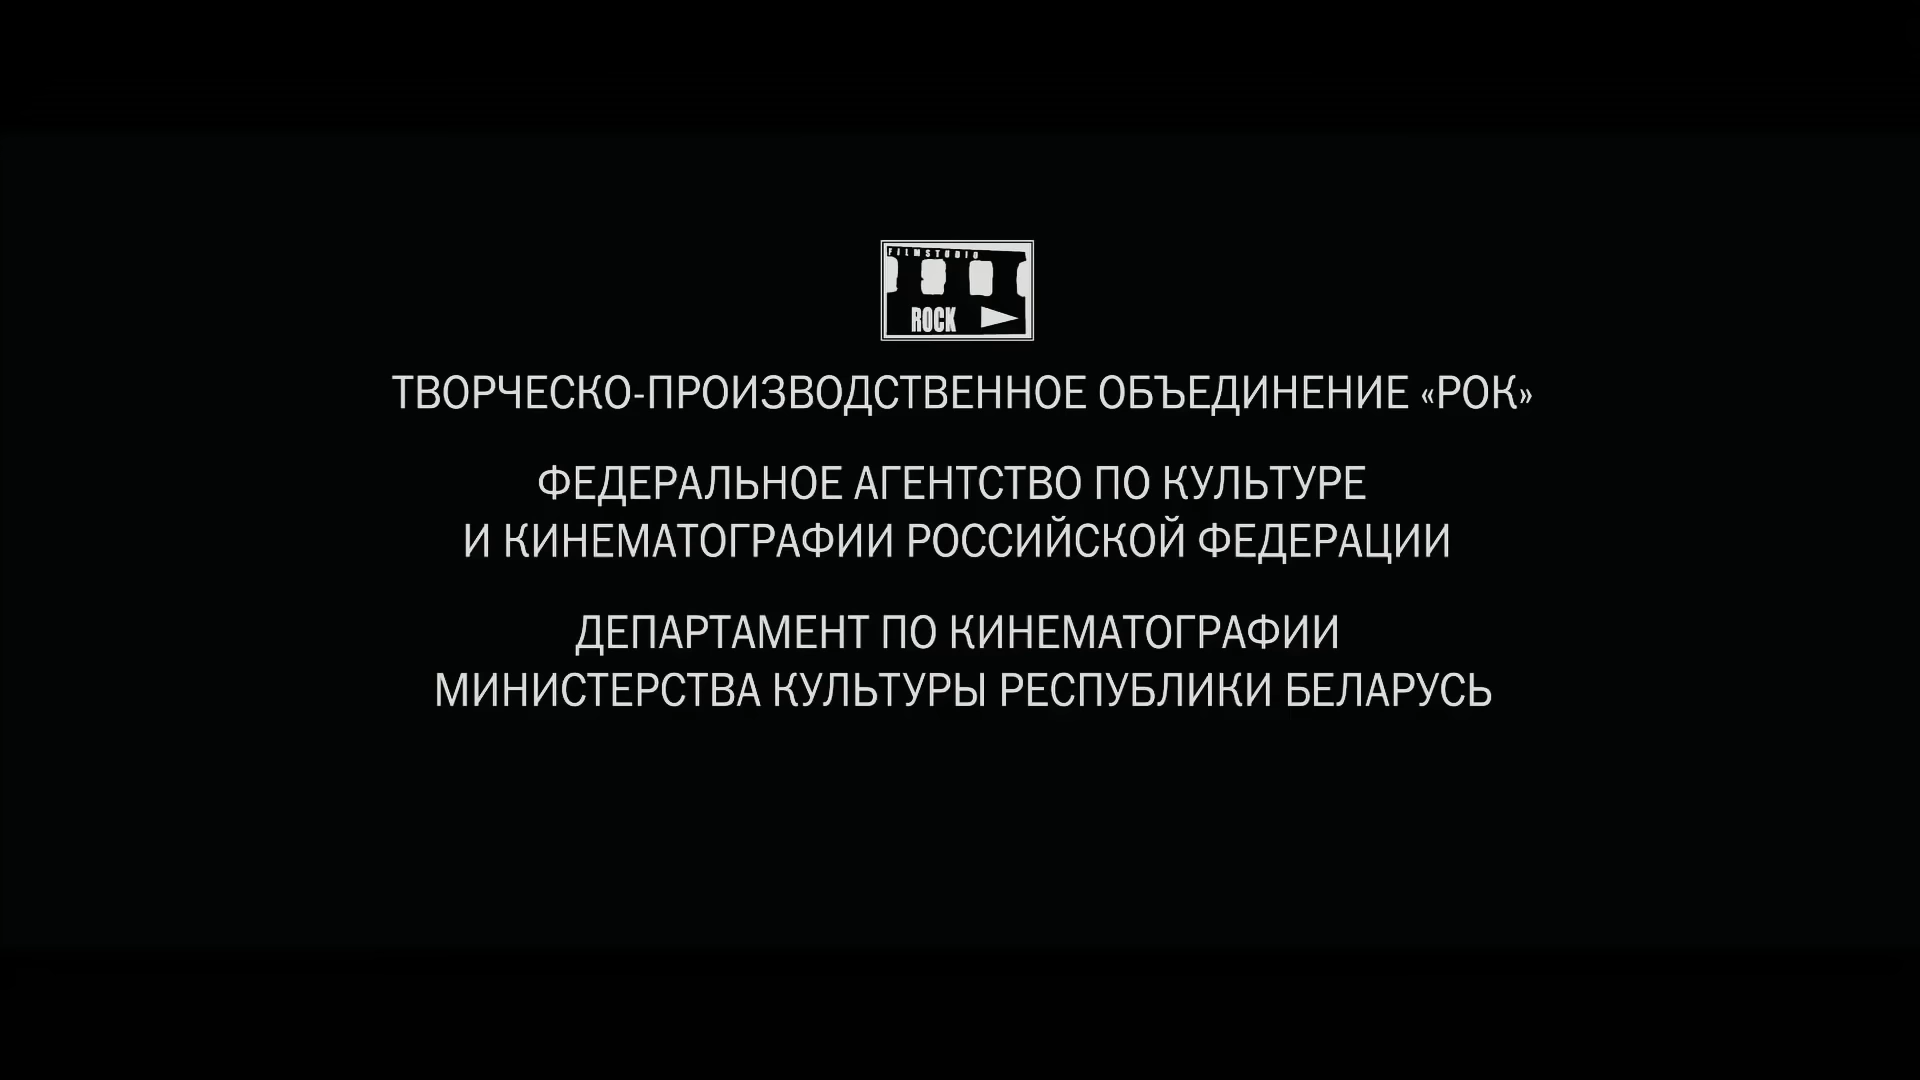 FILMSTUDIO
ROCK
ТВОРЧЕСКО-ПРОИЗВОДСТВЕННОЕ ОБЪЕДИНЕНИЕ «РОК»
ФЕДЕРАЛЬНОЕ АГЕНТСТВО ПО КУЛЬТУРЕ
И КИНЕМАТОГРАФИИ РОССИЙСКОЙ ФЕДЕРАЦИИ
ДЕПАРТАМЕНТ ПО КИНЕМАТОГРАФИИ
МИНИСТЕРСТВА КУЛЬТУРЫ РЕСПУБЛИКИ БЕЛАРУСЬ